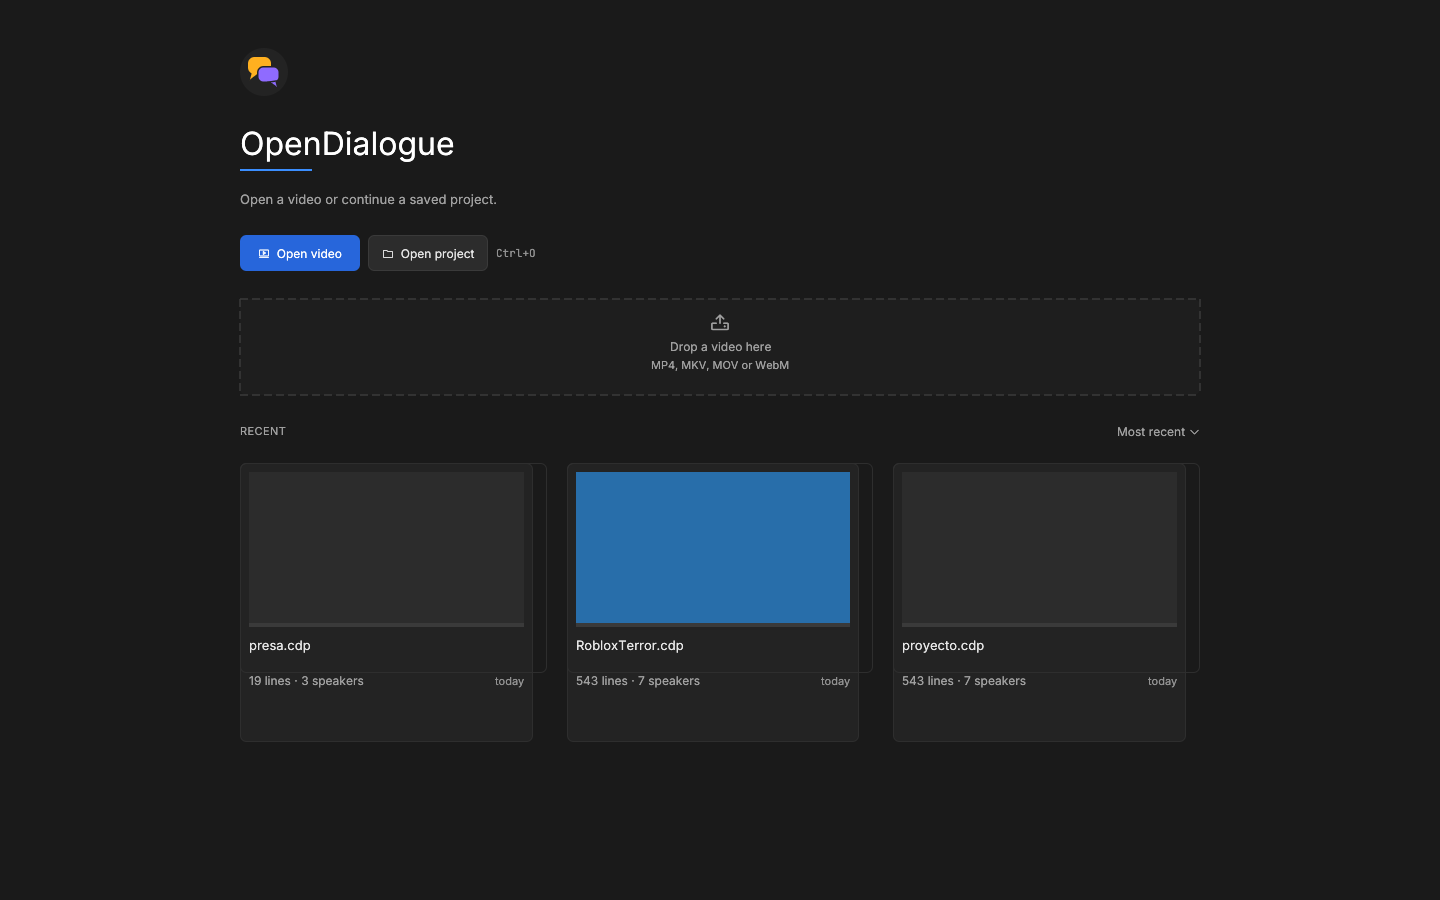 OpenDialogue
Open a video or continue a saved project.
Open video
Open project
Ctrl+O
Drop a video here
MP4, MKV, MOV or WebM
RECENT
Most recent
presa.cdp
19 lines · 3 speakers
today
RobloxTerror.cdp
543 lines · 7 speakers
today
proyecto.cdp
543 lines · 7 speakers
today